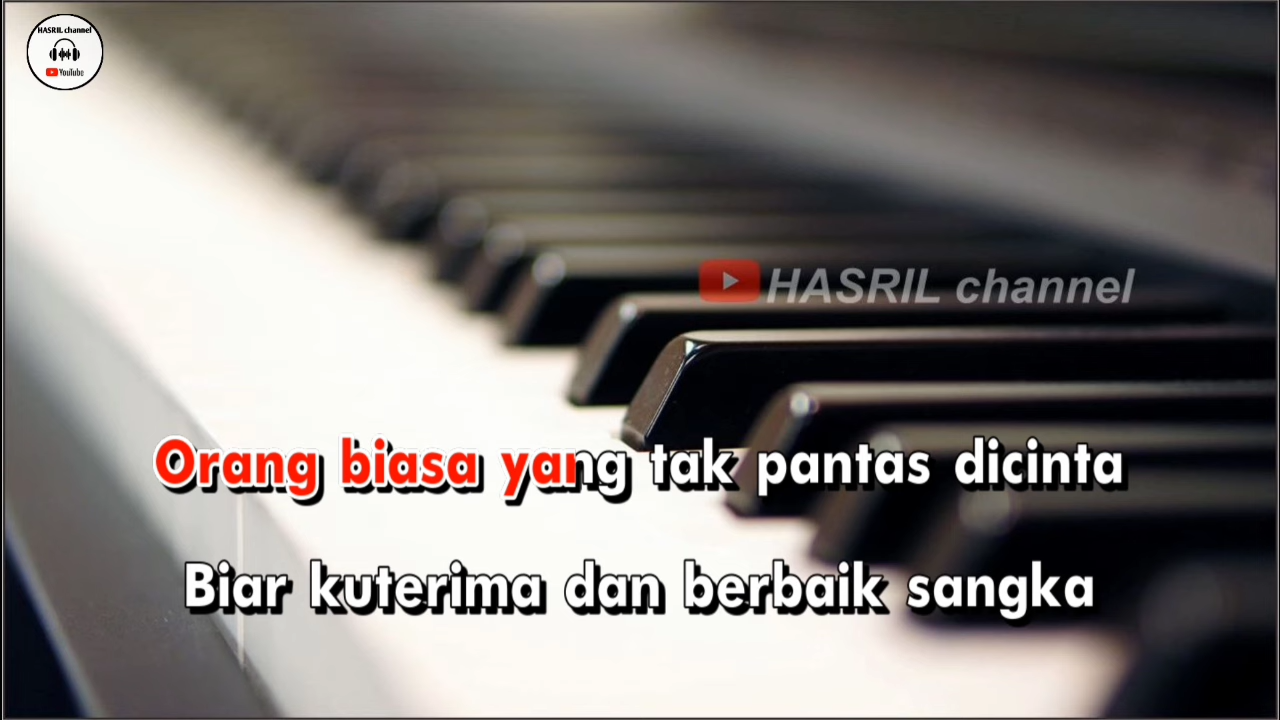 HASRIL channel
YouTube
HASRIL channel
Orang biasa yang tak pantas dicinta
Biar kuterima dan berbaik sangka